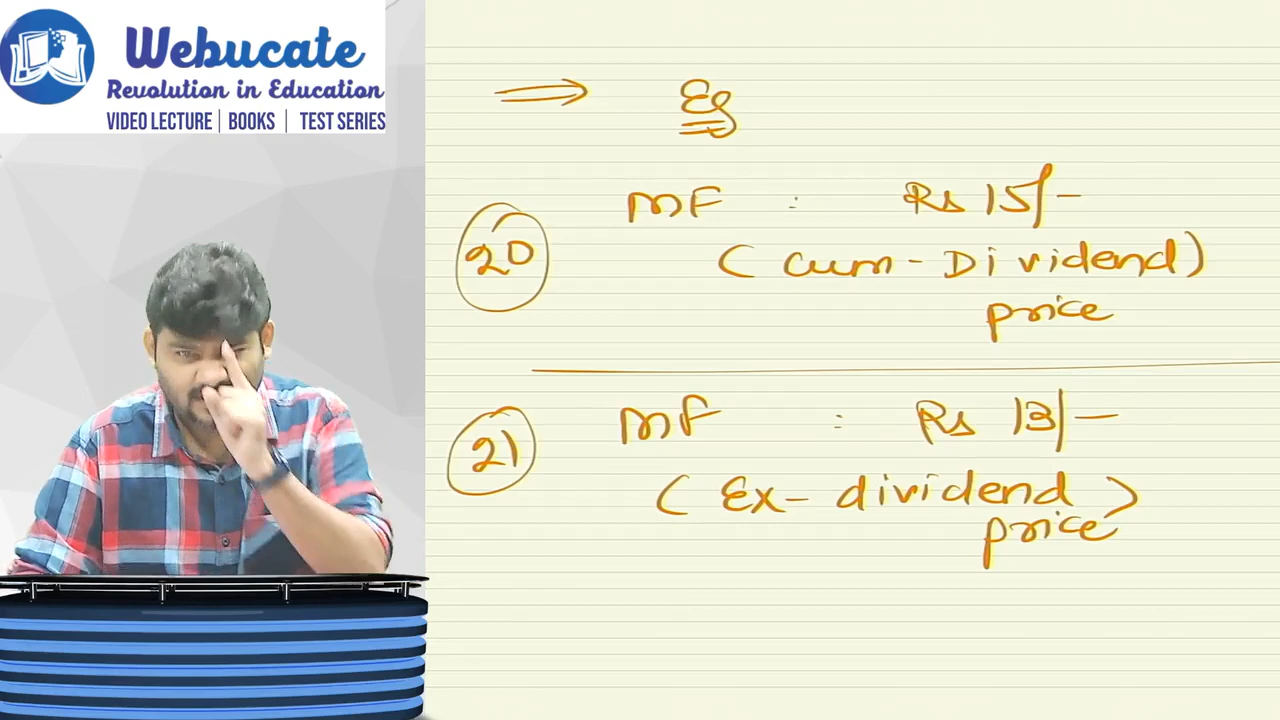 Webucate
Revolution in Education
VIDEO LECTURE | BOOKS | TEST SERIES
⇒ Eg
20 MF : Rs 15/-
(Cum-Dividend)
price
21 MF : Rs 13/-
(Ex-dividend)
price